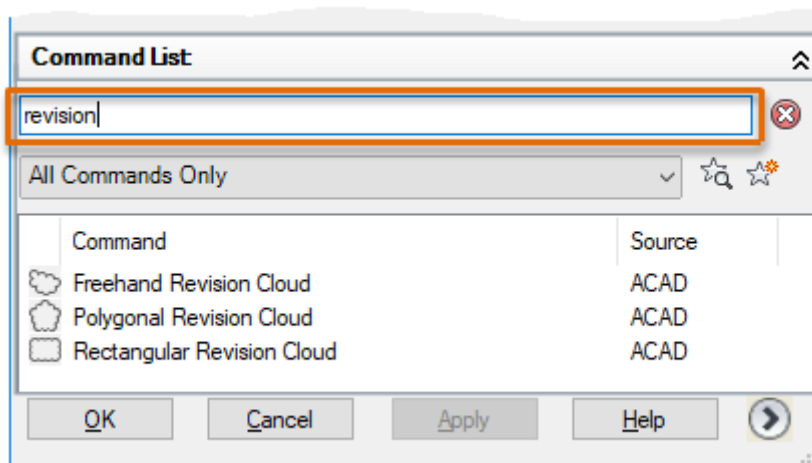 Command List:
revision
All Commands Only
Command Source
Freehand Revision Cloud ACAD
Polygonal Revision Cloud ACAD
Rectangular Revision Cloud ACAD
OK Cancel Apply Help